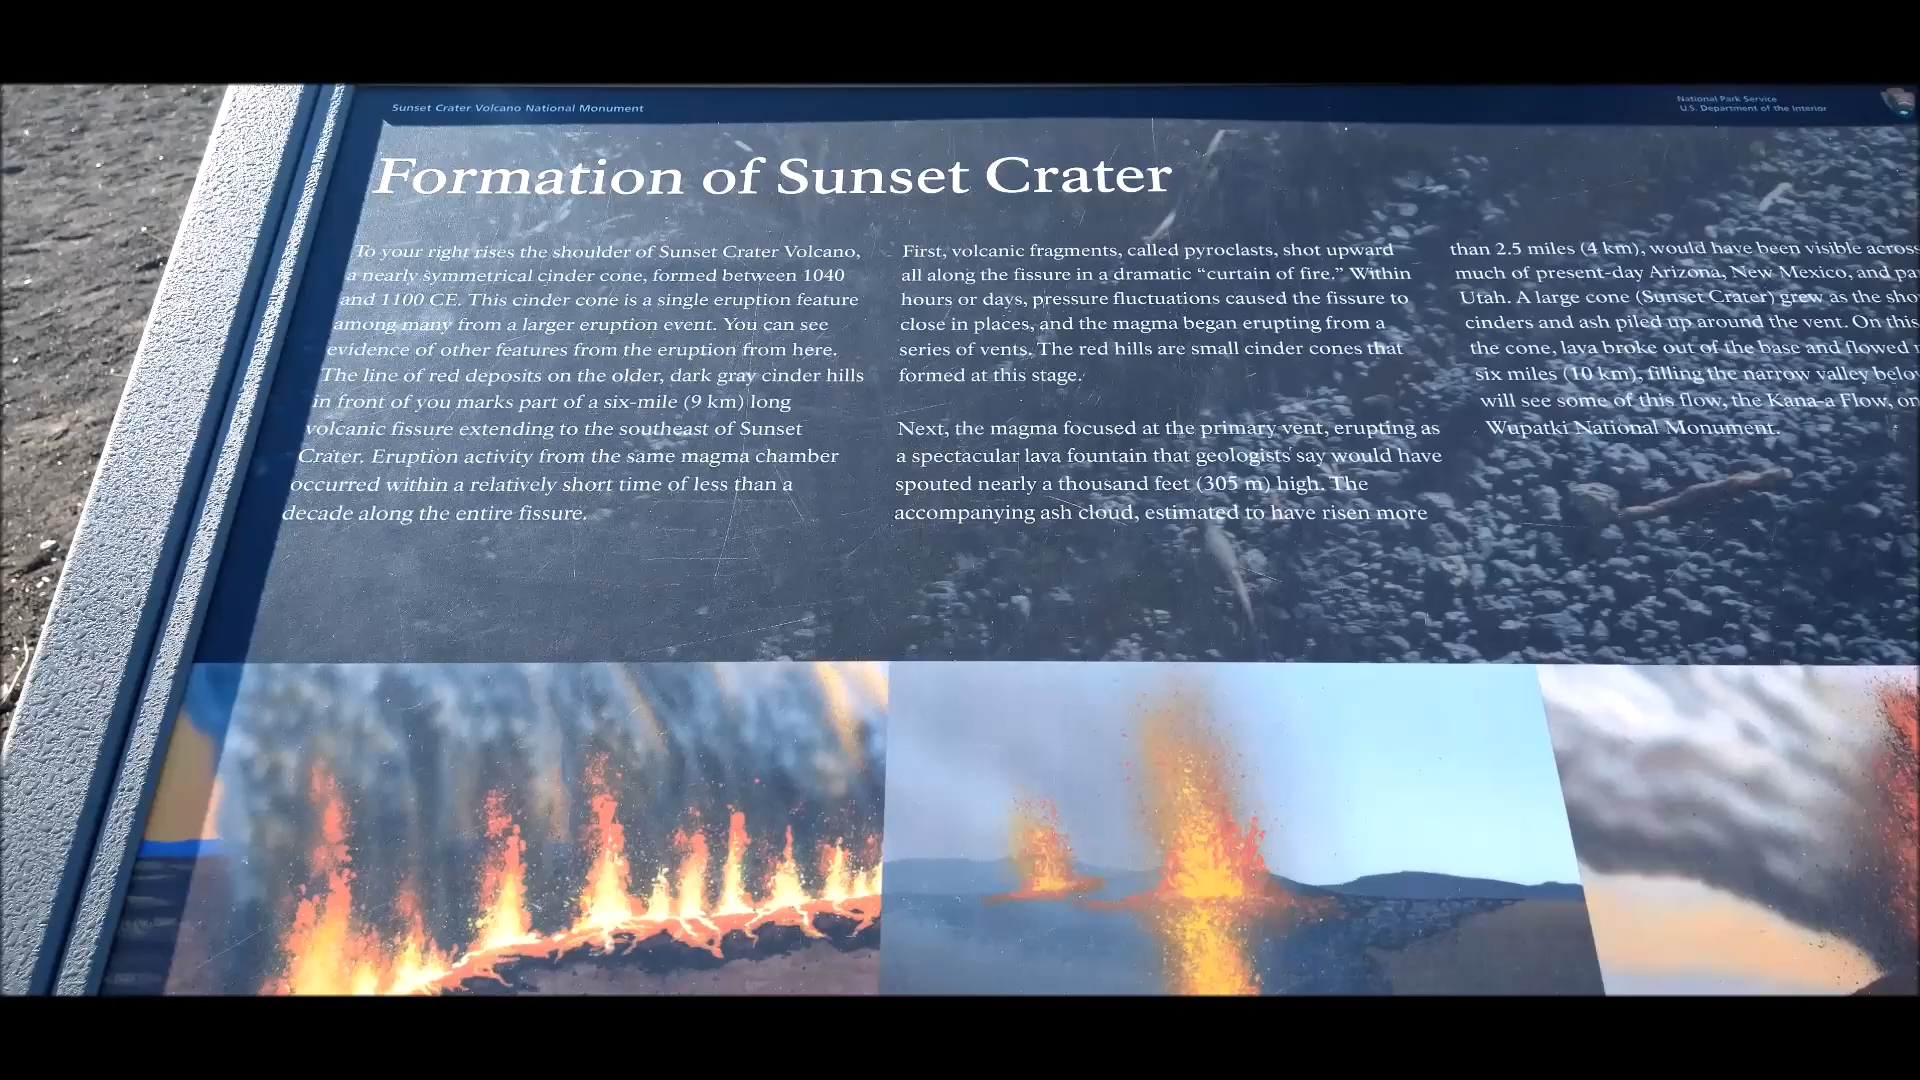 Sunset Crater Volcano National Monument
National Park Service
U.S. Department of the Interior
Formation of Sunset Crater
To your right rises the shoulder of Sunset Crater Volcano,
a nearly symmetrical cinder cone, formed between 1040
and 1100 CE. This cinder cone is a single eruption feature
among many from a larger eruption event. You can see
evidence of other features from the eruption from here.
The line of red deposits on the older, dark gray cinder hills
in front of you marks part of a six-mile (9 km) long
volcanic fissure extending to the southeast of Sunset
Crater. Eruption activity from the same magma chamber
occurred within a relatively short time of less than a
decade along the entire fissure.
First, volcanic fragments, called pyroclasts, shot upward
all along the fissure in a dramatic “curtain of fire.” Within
hours or days, pressure fluctuations caused the fissure to
close in places, and the magma began erupting from a
series of vents. The red hills are small cinder cones that
formed at this stage.
Next, the magma focused at the primary vent, erupting as
a spectacular lava fountain that geologists say would have
spouted nearly a thousand feet (305 m) high. The
accompanying ash cloud, estimated to have risen more
than 2.5 miles (4 km), would have been visible across
much of present-day Arizona, New Mexico, and
Utah. A large cone (Sunset Crater) grew as the
cinders and ash piled up around the vent. On this
the cone, lava broke out of the base and flowed
six miles (10 km), filling the narrow valley
will see some of this flow, the Kana-a Flow,
Wupatki National Monument.